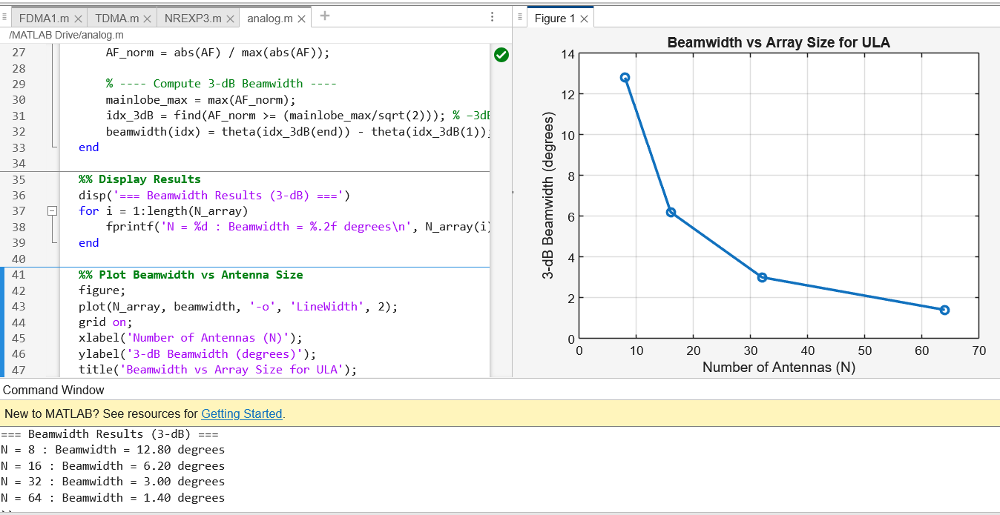 FDMA1.m TDMA.m NREXP3.m analog.m
/MATLAB Drive/analog.m
27 AF_norm = abs(AF) / max(abs(AF));
28
29 % ---- Compute 3-dB Beamwidth ----
30 mainlobe_max = max(AF_norm);
31 idx_3dB = find(AF_norm >= (mainlobe_max/sqrt(2))); % −3dB
32 beamwidth(idx) = theta(idx_3dB(end)) - theta(idx_3dB(1));
33 end
34
35 %% Display Results
36 disp('=== Beamwidth Results (3-dB) ===')
37 for i = 1:length(N_array)
38 fprintf('N = %d : Beamwidth = %.2f degrees\n', N_array(i)
39 end
40
41 %% Plot Beamwidth vs Antenna Size
42 figure;
43 plot(N_array, beamwidth, '-o', 'LineWidth', 2);
44 grid on;
45 xlabel('Number of Antennas (N)');
46 ylabel('3-dB Beamwidth (degrees)');
47 title('Beamwidth vs Array Size for ULA');
Figure 1
Beamwidth vs Array Size for ULA
3-dB Beamwidth (degrees)
14
12
10
8
6
4
2
0
0 10 20 30 40 50 60 70
Number of Antennas (N)
Command Window
New to MATLAB? See resources for Getting Started.
=== Beamwidth Results (3-dB) ===
N = 8 : Beamwidth = 12.80 degrees
N = 16 : Beamwidth = 6.20 degrees
N = 32 : Beamwidth = 3.00 degrees
N = 64 : Beamwidth = 1.40 degrees